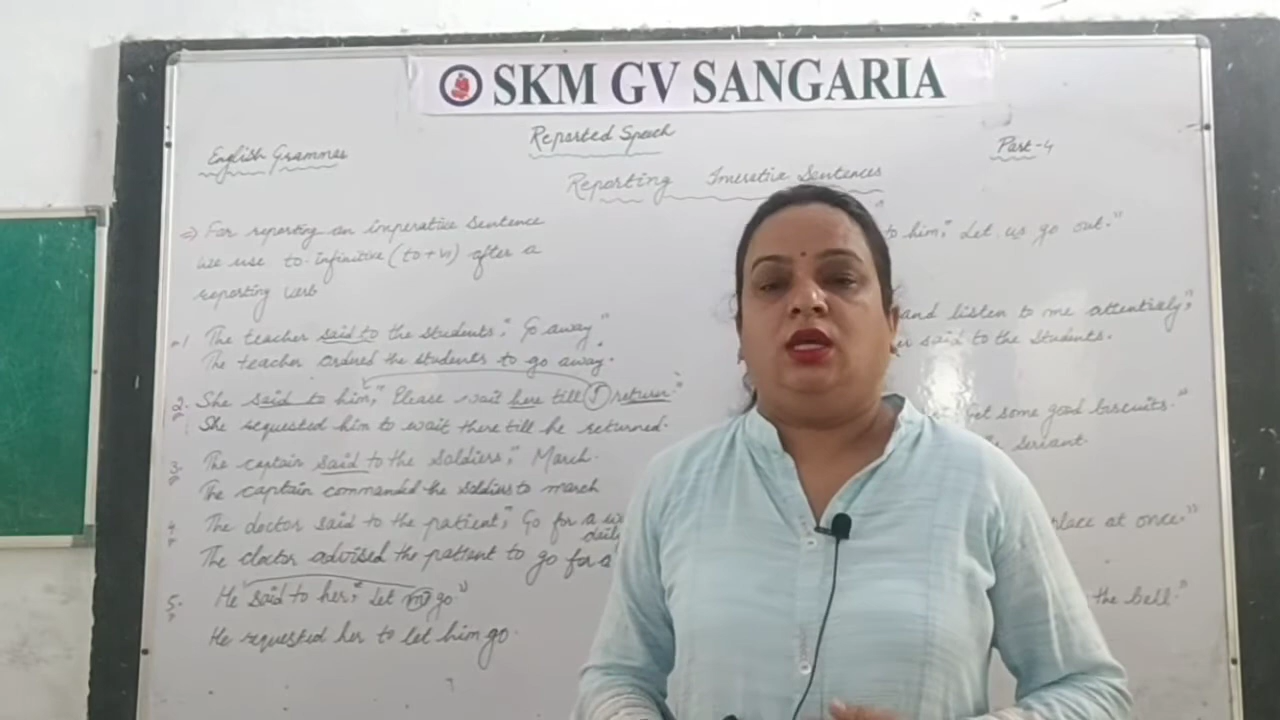 SKM GV SANGARIA
Reported Speech
English Grammar
Part-4
Reporting Imerative Sentences
⇒ For reporting an imperative sentence
we use to infinitive (to + V1) after a
reporting verb
The teacher said to the students," Go away"
The teacher ordered the students to go away.
2. She said to him," Please wait here till I return"
She requested him to wait there till he returned.
3. The captain said to the soldiers," March.
The captain commanded the soldiers to march
4. The doctor said to the patient," Go for a
daily
The doctor advised the patient to go for a
5. He said to her," Let me go"
He requested her to let him go.
to him," Let us go out."
and listen to me attentialy,"
said to the students.
Get some good biscuits."
servant
place at once."
the bell"